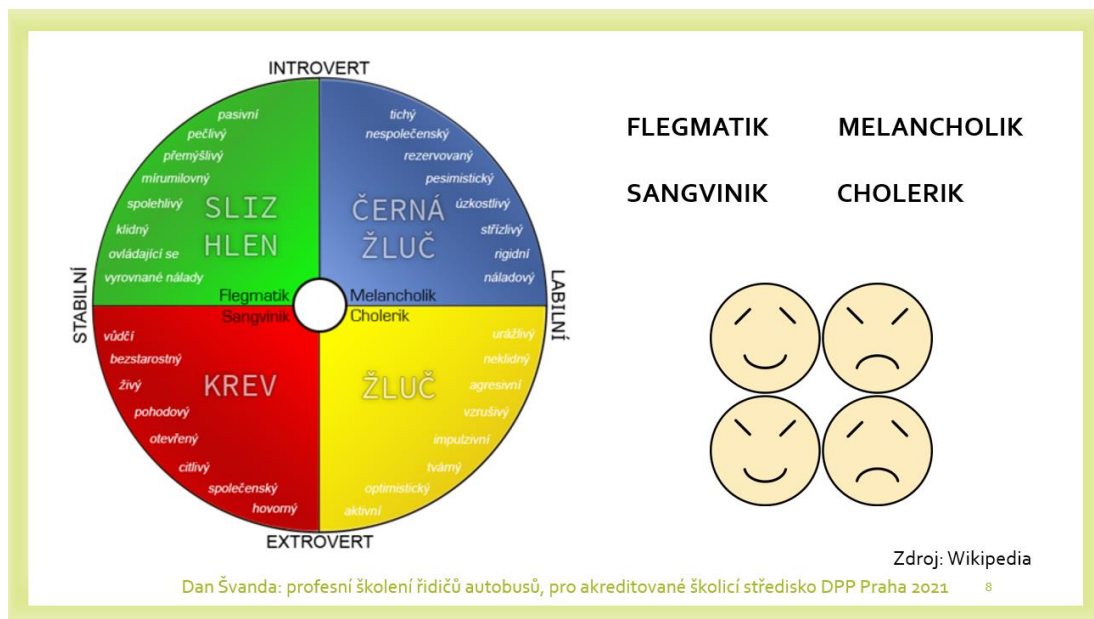 INTROVERT
pasivní
pečlivý
přemýšlivý
mírumilovný
spolehlivý
klidný
ovládající se
vyrovnané nálady
SLIZ
HLEN
Flegmatik
tichý
nespolečenský
rezervovaný
pesimistický
úzkostlivý
střízlivý
rigidní
náladový
ČERNÁ
ŽLUČ
Melancholik
STABILNÍ
LABILNÍ
Sangvinik
vůdčí
bezstarostný
živý
pohodový
otevřený
citlivý
společenský
hovorný
KREV
Cholerik
urážlivý
neklidný
agresivní
vzrušivý
impulzivní
tvárný
optimistický
aktivní
ŽLUČ
EXTROVERT
FLEGMATIK MELANCHOLIK
SANGVINIK CHOLERIK
Zdroj: Wikipedia
Dan Švanda: profesní školení řidičů autobusů, pro akreditované školicí středisko DPP Praha 2021 8